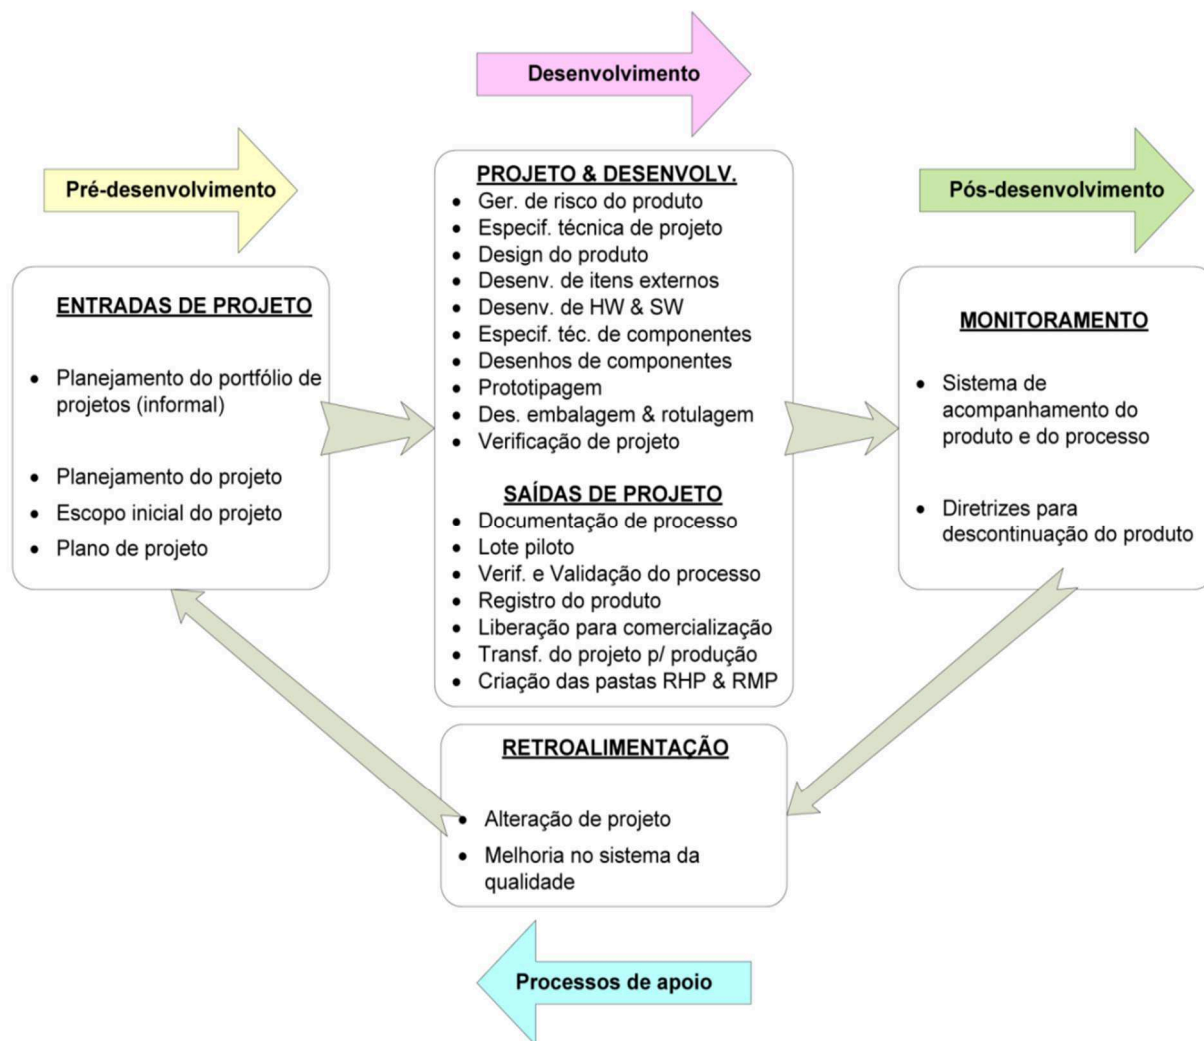 Desenvolvimento
Pré-desenvolvimento
Pós-desenvolvimento
ENTRADAS DE PROJETO
• Planejamento do portfólio de
projetos (informal)
• Planejamento do projeto
• Escopo inicial do projeto
• Plano de projeto
PROJETO & DESENVOLV.
• Ger. de risco do produto
• Especif. técnica de projeto
• Design do produto
• Desenv. de itens externos
• Desenv. de HW & SW
• Especif. téc. de componentes
• Desenhos de componentes
• Prototipagem
• Des. embalagem & rotulagem
• Verificação de projeto
SAÍDAS DE PROJETO
• Documentação de processo
• Lote piloto
• Verif. e Validação do processo
• Registro do produto
• Liberação para comercialização
• Transf. do projeto p/ produção
• Criação das pastas RHP & RMP
MONITORAMENTO
• Sistema de
acompanhamento do
produto e do processo
• Diretrizes para
descontinuação do produto
RETROALIMENTAÇÃO
• Alteração de projeto
• Melhoria no sistema da
qualidade
Processos de apoio